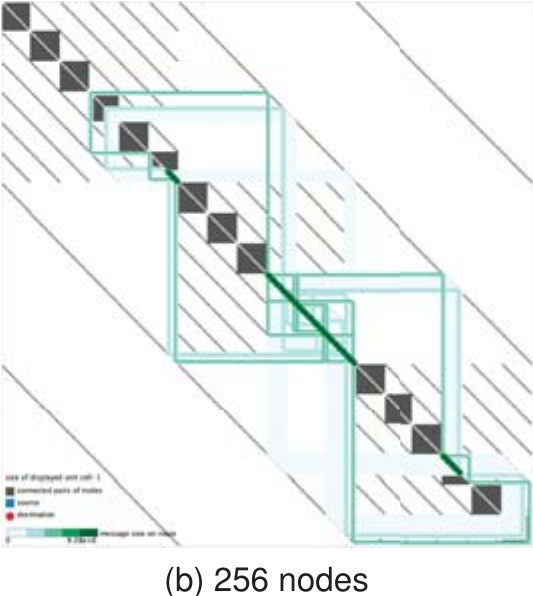 size of displayed unit cell: 1
connected pairs of nodes
source
destination
Message size on route
0
(b) 256 nodes